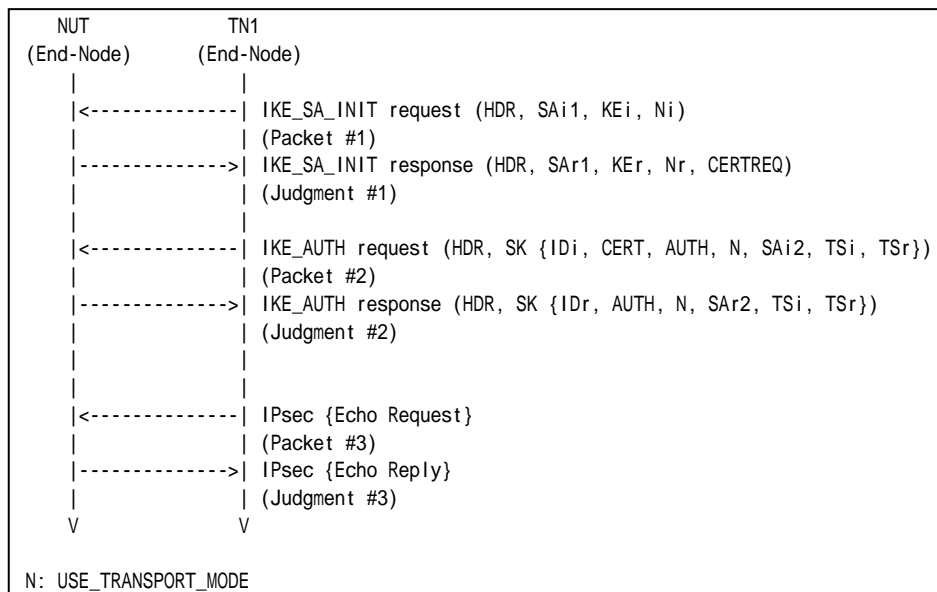 NUT TN1
(End-Node) (End-Node)
| |
|<--------------| IKE_SA_INIT request (HDR, SAi1, KEi, Ni)
| | (Packet #1)
|-------------->| IKE_SA_INIT response (HDR, SAr1, KEr, Nr, CERTREQ)
| | (Judgment #1)
| |
|<--------------| IKE_AUTH request (HDR, SK {IDi, CERT, AUTH, N, SAi2, TSi, TSr})
| | (Packet #2)
|-------------->| IKE_AUTH response (HDR, SK {IDr, AUTH, N, SAr2, TSi, TSr})
| | (Judgment #2)
| |
| |
|<--------------| IPsec {Echo Request}
| | (Packet #3)
|-------------->| IPsec {Echo Reply}
| | (Judgment #3)
V V
N: USE_TRANSPORT_MODE